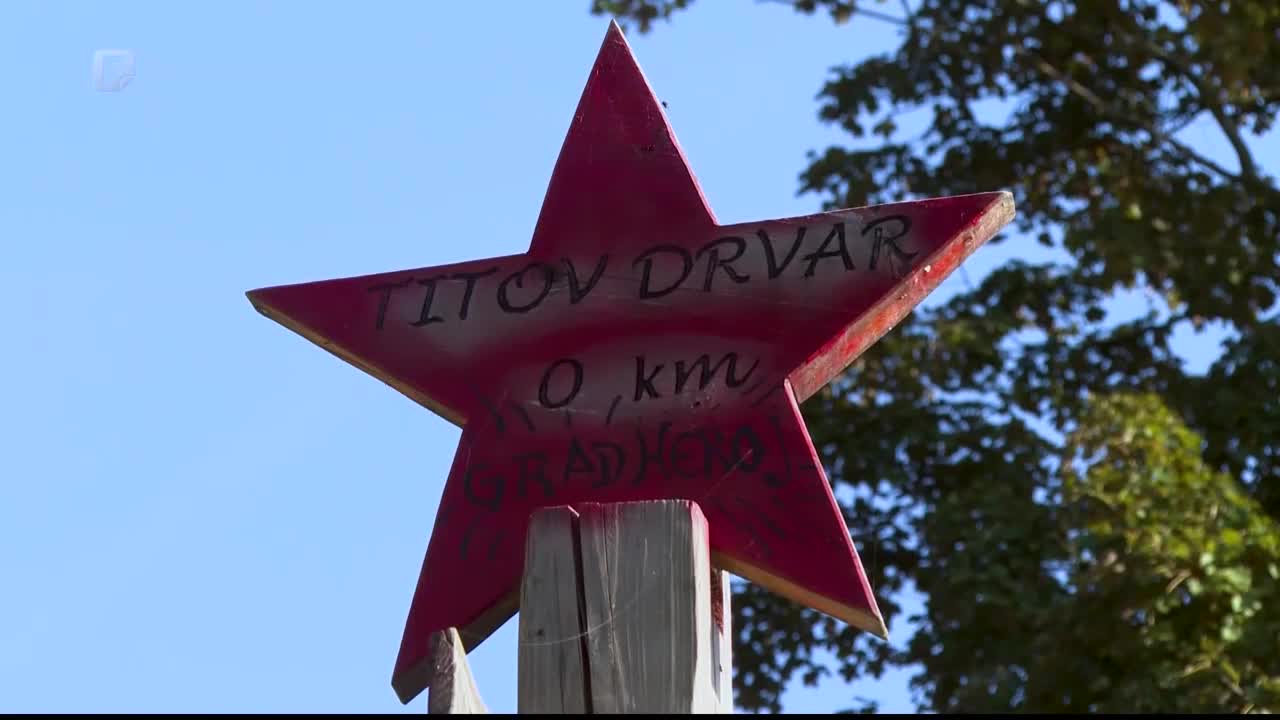 TITOV DRVAR
0 km
GRAD HEROJ